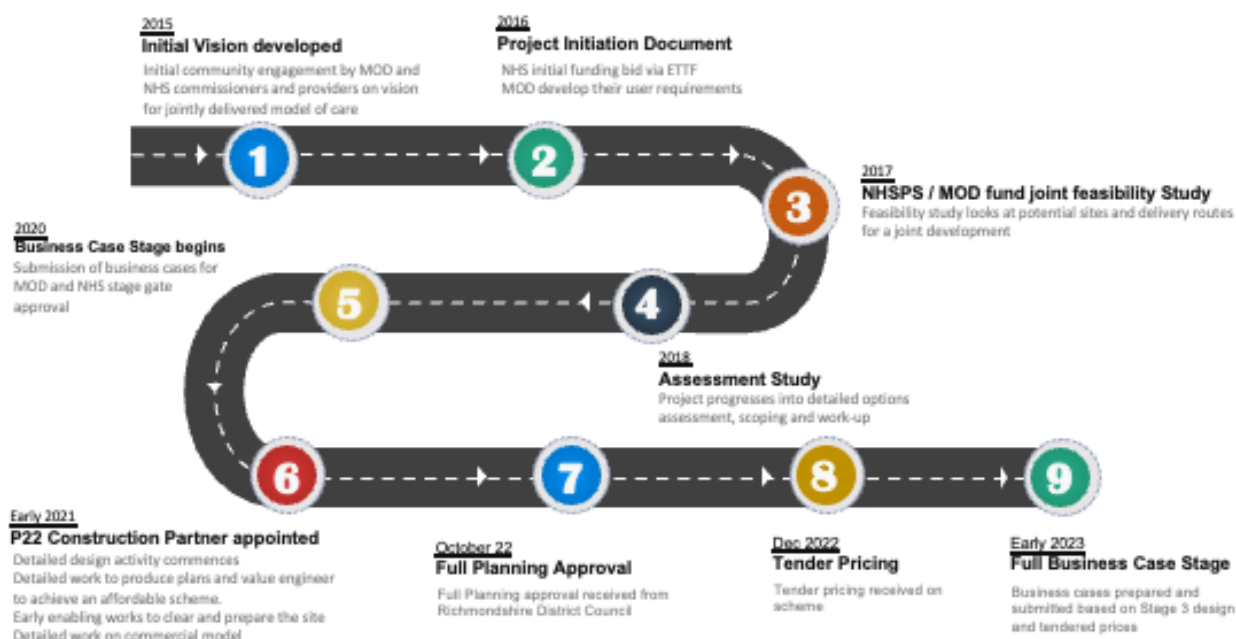 2015
Initial Vision developed
Initial community engagement by MOD and
NHS commissioners and providers on vision
for jointly delivered model of care
2016
Project Initiation Document
NHS initial funding bid via ETTF
MOD develop their user requirements
1
2
3
2017
NHSPS / MOD fund joint feasibility Study
Feasibility study looks at potential sites and delivery routes
for a joint development
2020
Business Case Stage begins
Submission of business cases for
MOD and NHS stage gate
approval
5
4
2018
Assessment Study
Project progresses into detailed options
assessment, scoping and work-up
6
7
8
9
Early 2021
P22 Construction Partner appointed
Detailed design activity commences
Detailed work to produce plans and value engineer
to achieve an affordable scheme.
Early enabling works to clear and prepare the site
Detailed work on commercial model
October 22
Full Planning Approval
Full Planning approval received from
Richmondshire District Council
Dec 2022
Tender Pricing
Tender pricing received on
scheme
Early 2023
Full Business Case Stage
Business cases prepared and
submitted based on Stage 3 design
and tendered prices